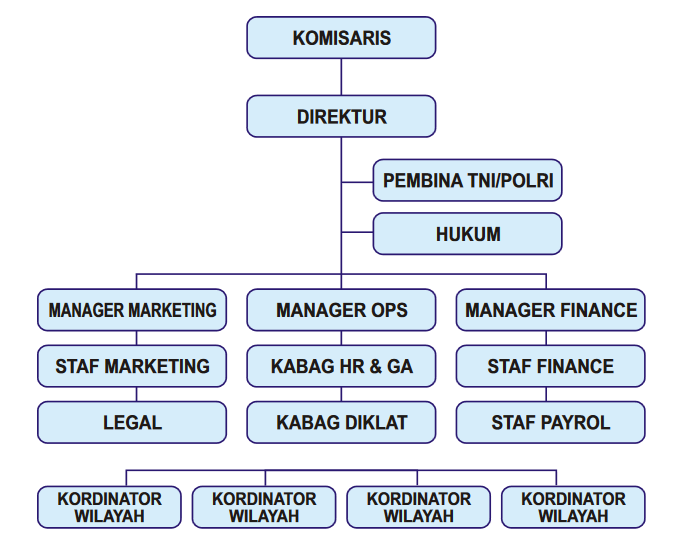 KOMISARIS
DIREKTUR
PEMBINA TNI/POLRI
HUKUM
MANAGER MARKETING
MANAGER OPS
MANAGER FINANCE
STAF MARKETING
KABAG HR & GA
STAF FINANCE
LEGAL
KABAG DIKLAT
STAF PAYROL
KORDINATOR
WILAYAH
KORDINATOR
WILAYAH
KORDINATOR
WILAYAH
KORDINATOR
WILAYAH